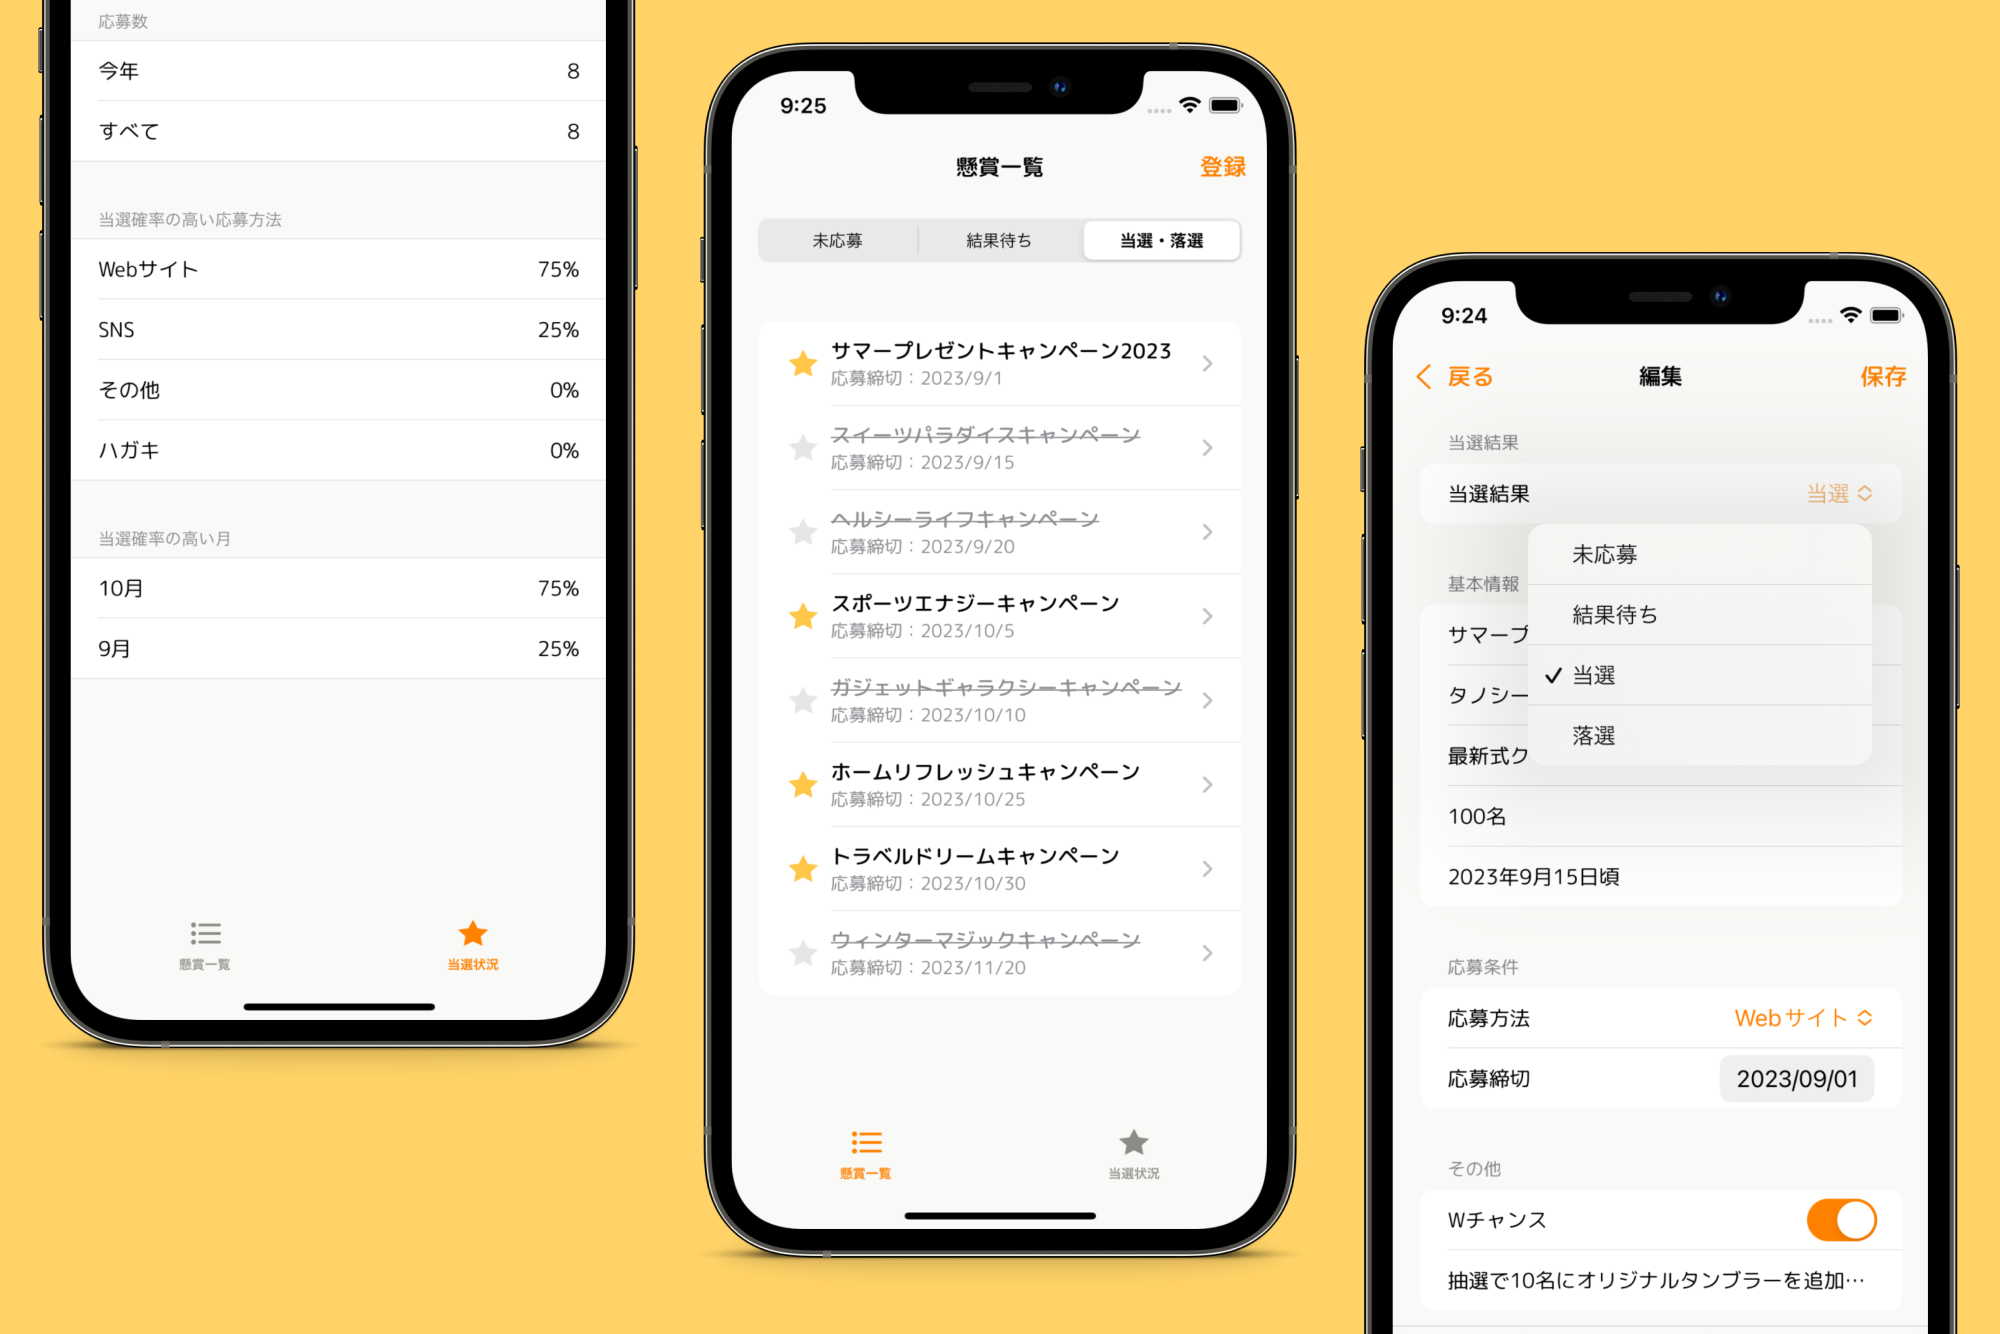 応募数
今年 8
すべて 8
当選確率の高い応募方法
Webサイト 75%
SNS 25%
その他 0%
ハガキ 0%
当選確率の高い月
10月 75%
9月 25%
懸賞一覧 当選状況
9:25
懸賞一覧 登録
未応募 結果待ち 当選・落選
サマープレゼントキャンペーン2023
応募締切：2023/9/1
スイーツパラダイスキャンペーン
応募締切：2023/9/15
ヘルシーライフキャンペーン
応募締切：2023/9/20
スポーツエナジーキャンペーン
応募締切：2023/10/5
ガジェットギャラクシーキャンペーン
応募締切：2023/10/10
ホームリフレッシュキャンペーン
応募締切：2023/10/25
トラベルドリームキャンペーン
応募締切：2023/10/30
ウィンターマジックキャンペーン
応募締切：2023/11/20
懸賞一覧 当選状況
9:24
戻る 編集 保存
当選結果
当選結果 当選
未応募
結果待ち
当選
落選
基本情報
サマープ
タノシー
最新式ク
100名
2023年9月15日頃
応募条件
応募方法 Webサイト
応募締切 2023/09/01
その他
Wチャンス
抽選で10名にオリジナルタンブラーを追加…